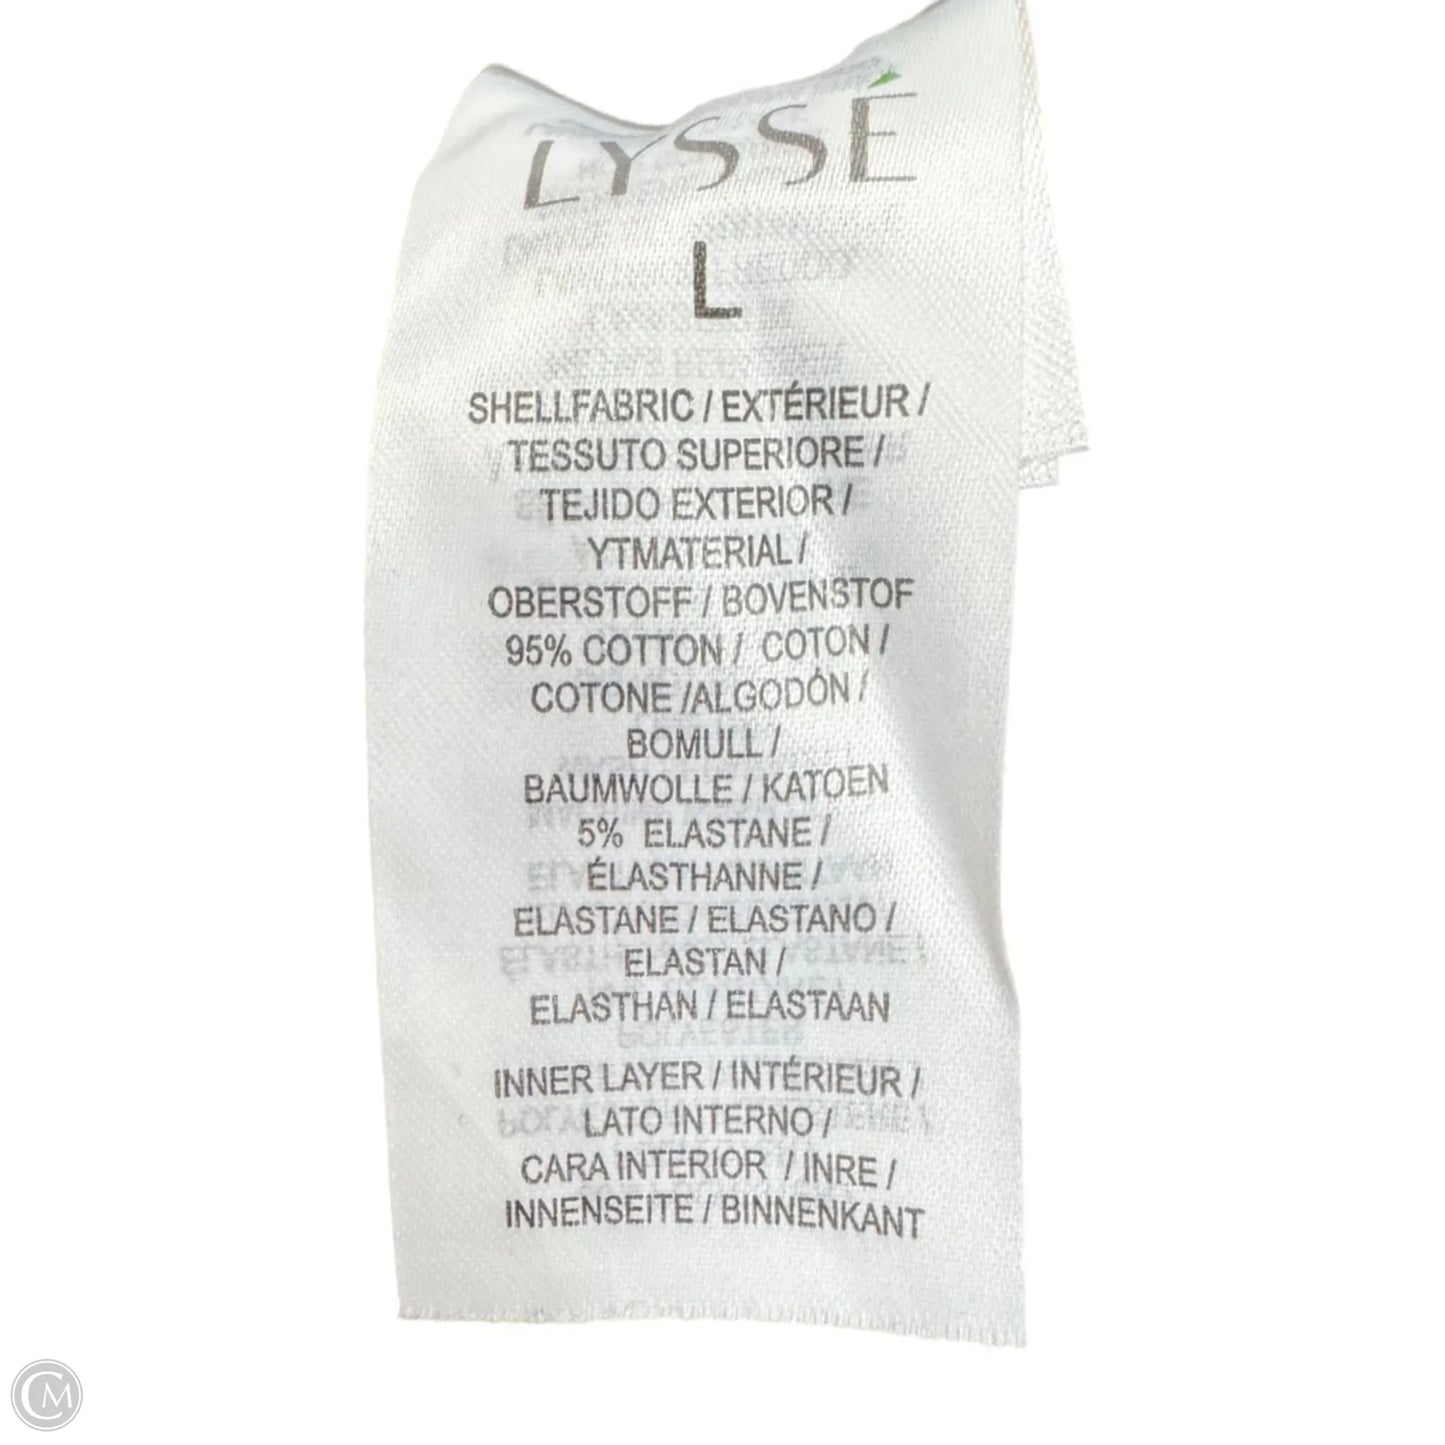 LYSSÉ
L
SHELLFABRIC / EXTÉRIEUR /
TESSUTO SUPERIORE /
TEJIDO EXTERIOR /
YTMATERIAL /
OBERSTOFF / BOVENSTOF
95% COTTON / COTON /
COTONE /ALGODÓN /
BOMULL /
BAUMWOLLE / KATOEN
5% ELASTANE /
ÉLASTHANNE /
ELASTANE / ELASTANO /
ELASTAN /
ELASTHAN / ELASTAAN
INNER LAYER / INTÉRIEUR /
LATO INTERNO /
CARA INTERIOR / INRE /
INNENSEITE / BINNENKANT
CM